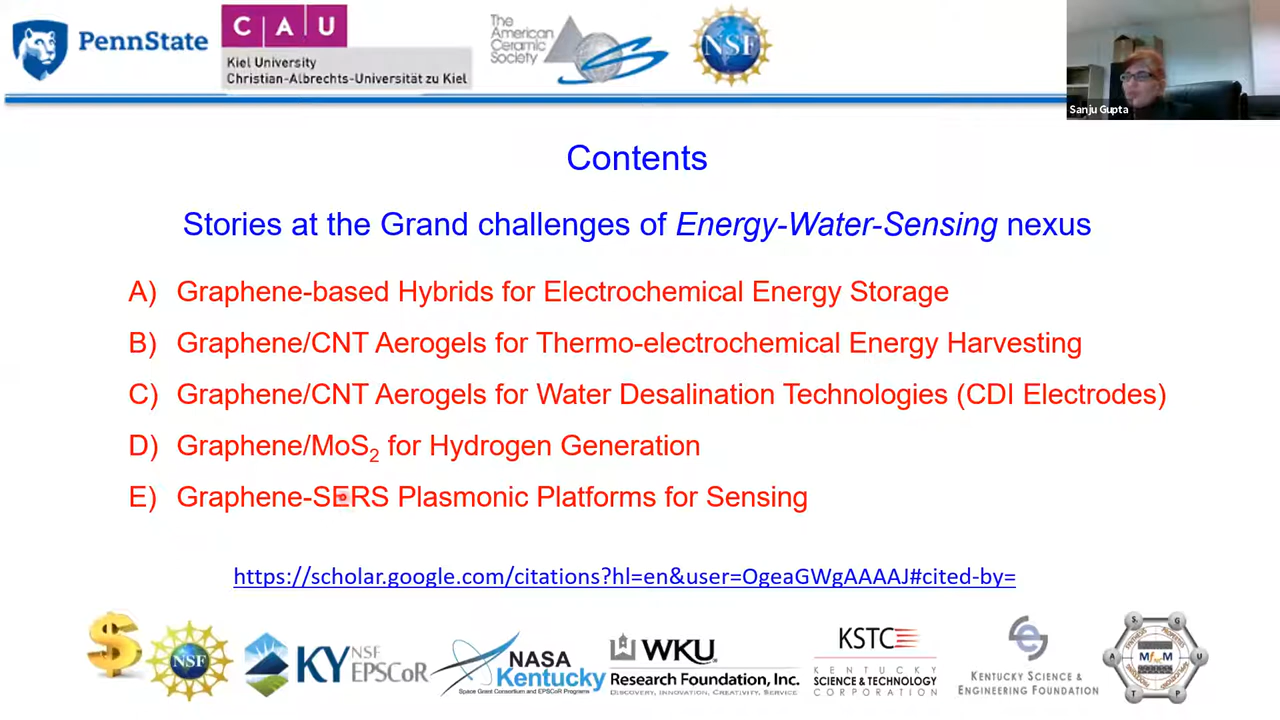 PennState
CAU
Kiel University
Christian-Albrechts-Universität zu Kiel
The
American
Ceramic
Society
NSF
Sanju Gupta
Contents
Stories at the Grand challenges of Energy-Water-Sensing nexus
A) Graphene-based Hybrids for Electrochemical Energy Storage
B) Graphene/CNT Aerogels for Thermo-electrochemical Energy Harvesting
C) Graphene/CNT Aerogels for Water Desalination Technologies (CDI Electrodes)
D) Graphene/MoS₂ for Hydrogen Generation
E) Graphene-SERS Plasmonic Platforms for Sensing
https://scholar.google.com/citations?hl=en&user=OgeaGWgAAAAJ#cited-by=
NSF
KY NSF EPSCoR
NASA
Kentucky
Space Grant Consortium and EPSCoR Programs
WKU
Research Foundation, Inc.
DISCOVERY, INNOVATION, CREATIVITY, SERVICE
KSTC
KENTUCKY
SCIENCE & TECHNOLOGY
CORPORATION
KENTUCKY SCIENCE &
ENGINEERING FOUNDATION
S G
A U
T P